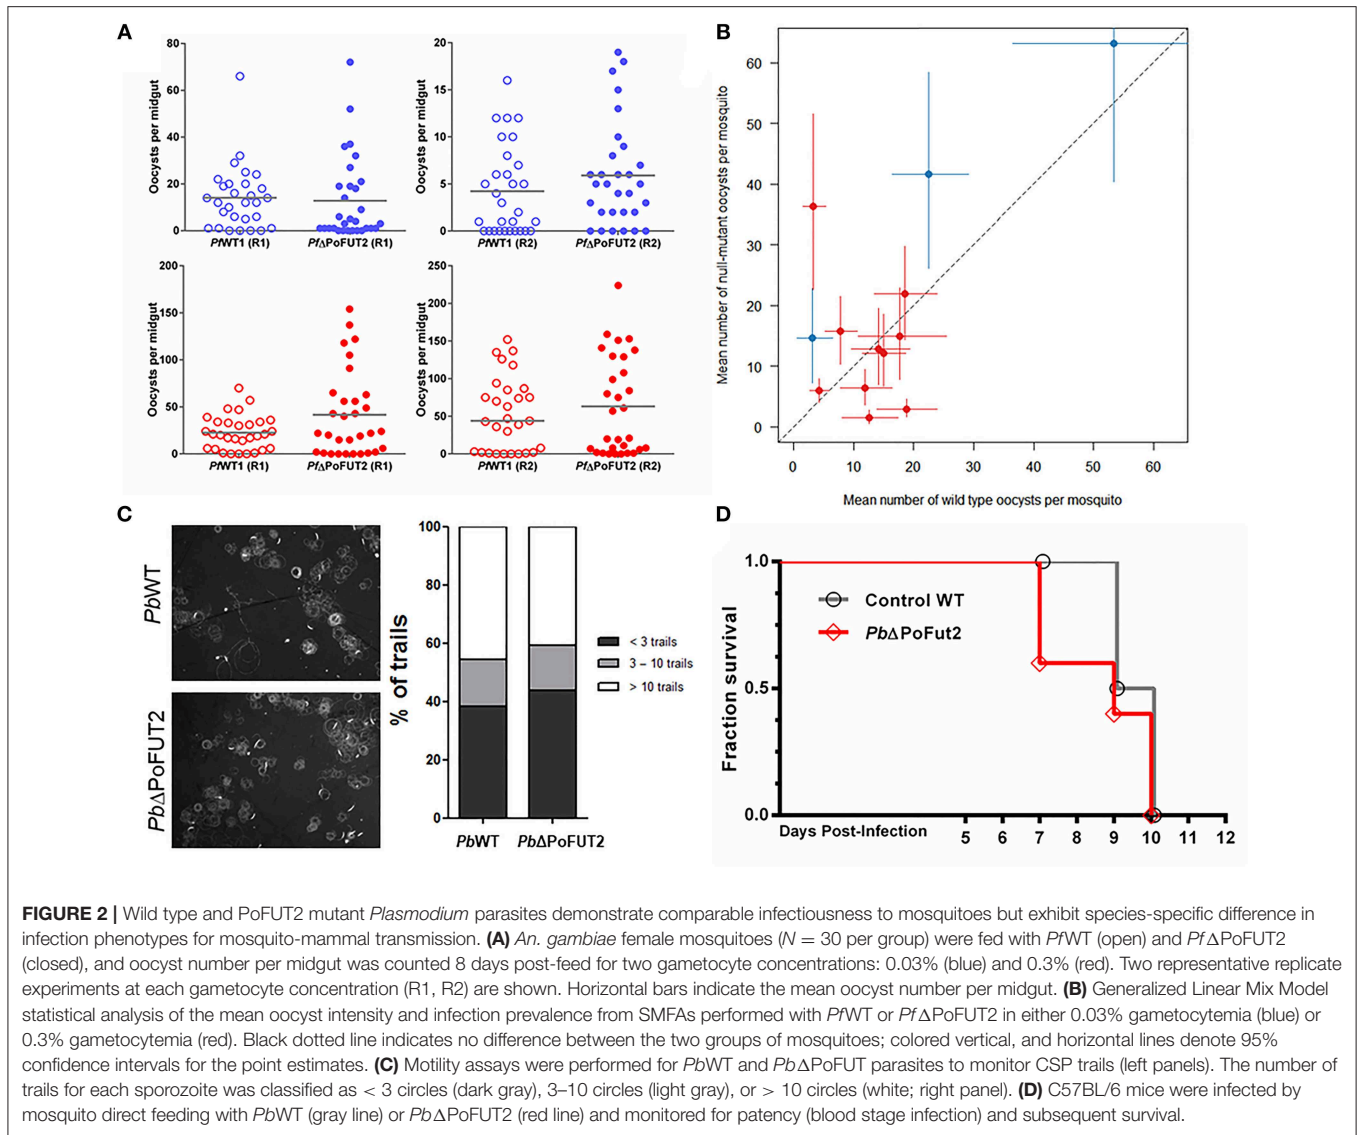 A
80
60
40
20
0
Oocysts per midgut
PfWT1 (R1)
PfΔPoFUT2 (R1)
20
15
10
5
0
Oocysts per midgut
PfWT1 (R2)
PfΔPoFUT2 (R2)
200
150
100
50
0
Oocysts per midgut
PfWT1 (R1)
PfΔPoFUT2 (R1)
250
200
150
100
50
0
Oocysts per midgut
PfWT1 (R2)
PfΔPoFUT2 (R2)
B
Mean number of null-mutant oocysts per mosquito
60
50
40
30
20
10
0
0 10 20 30 40 50 60
Mean number of wild type oocysts per mosquito
C
PbWT
PbΔPoFUT2
% of trails
100
80
60
40
20
0
PbWT PbΔPoFUT2
< 3 trails
3 – 10 trails
> 10 trails
D
Fraction survival
1.0
0.5
0.0
Control WT
PbΔPoFut2
Days Post-Infection 5 6 7 8 9 10 11 12
FIGURE 2 | Wild type and PoFUT2 mutant Plasmodium parasites demonstrate comparable infectiousness to mosquitoes but exhibit species-specific difference in
infection phenotypes for mosquito-mammal transmission. (A) An. gambiae female mosquitoes (N = 30 per group) were fed with PfWT (open) and PfΔPoFUT2
(closed), and oocyst number per midgut was counted 8 days post-feed for two gametocyte concentrations: 0.03% (blue) and 0.3% (red). Two representative replicate
experiments at each gametocyte concentration (R1, R2) are shown. Horizontal bars indicate the mean oocyst number per midgut. (B) Generalized Linear Mix Model
statistical analysis of the mean oocyst intensity and infection prevalence from SMFAs performed with PfWT or PfΔPoFUT2 in either 0.03% gametocytemia (blue) or
0.3% gametocytemia (red). Black dotted line indicates no difference between the two groups of mosquitoes; colored vertical, and horizontal lines denote 95%
confidence intervals for the point estimates. (C) Motility assays were performed for PbWT and PbΔPoFUT parasites to monitor CSP trails (left panels). The number of
trails for each sporozoite was classified as < 3 circles (dark gray), 3–10 circles (light gray), or > 10 circles (white; right panel). (D) C57BL/6 mice were infected by
mosquito direct feeding with PbWT (gray line) or PbΔPoFUT2 (red line) and monitored for patency (blood stage infection) and subsequent survival.